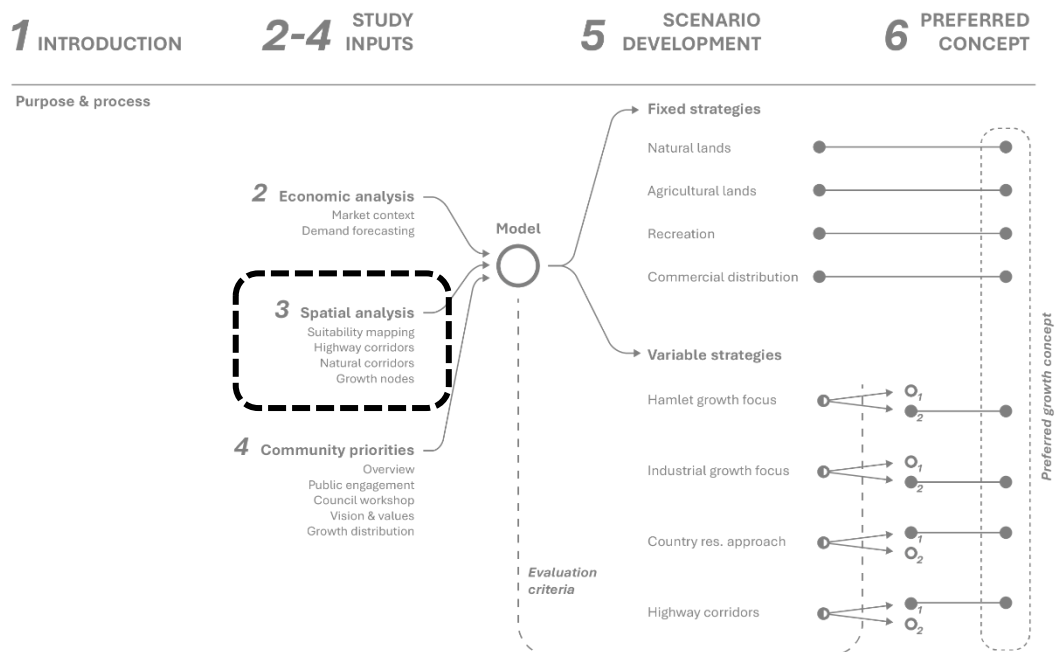 1 INTRODUCTION
2-4 STUDY
INPUTS
5 SCENARIO
DEVELOPMENT
6 PREFERRED
CONCEPT
Purpose & process
2 Economic analysis
Market context
Demand forecasting
3 Spatial analysis
Suitability mapping
Highway corridors
Natural corridors
Growth nodes
4 Community priorities
Overview
Public engagement
Council workshop
Vision & values
Growth distribution
Model
Evaluation
criteria
Fixed strategies
Natural lands
Agricultural lands
Recreation
Commercial distribution
Variable strategies
Hamlet growth focus
1
2
Industrial growth focus
1
2
Country res. approach
1
2
Highway corridors
1
2
Preferred growth concept